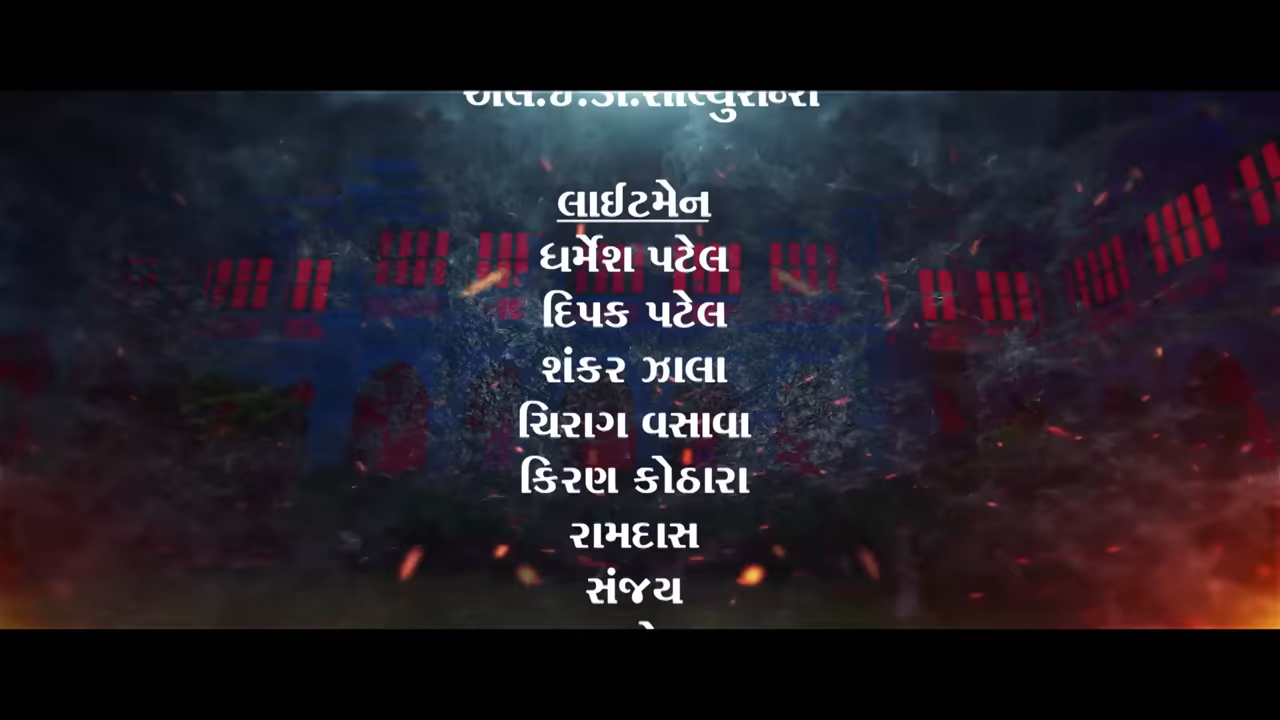 લાઈટમેન
ધર્મેશ પટેલ
દિપક પટેલ
શંકર ઝાલા
ચિરાગ વસાવા
કિરણ કોઠારા
રામદાસ
સંજય